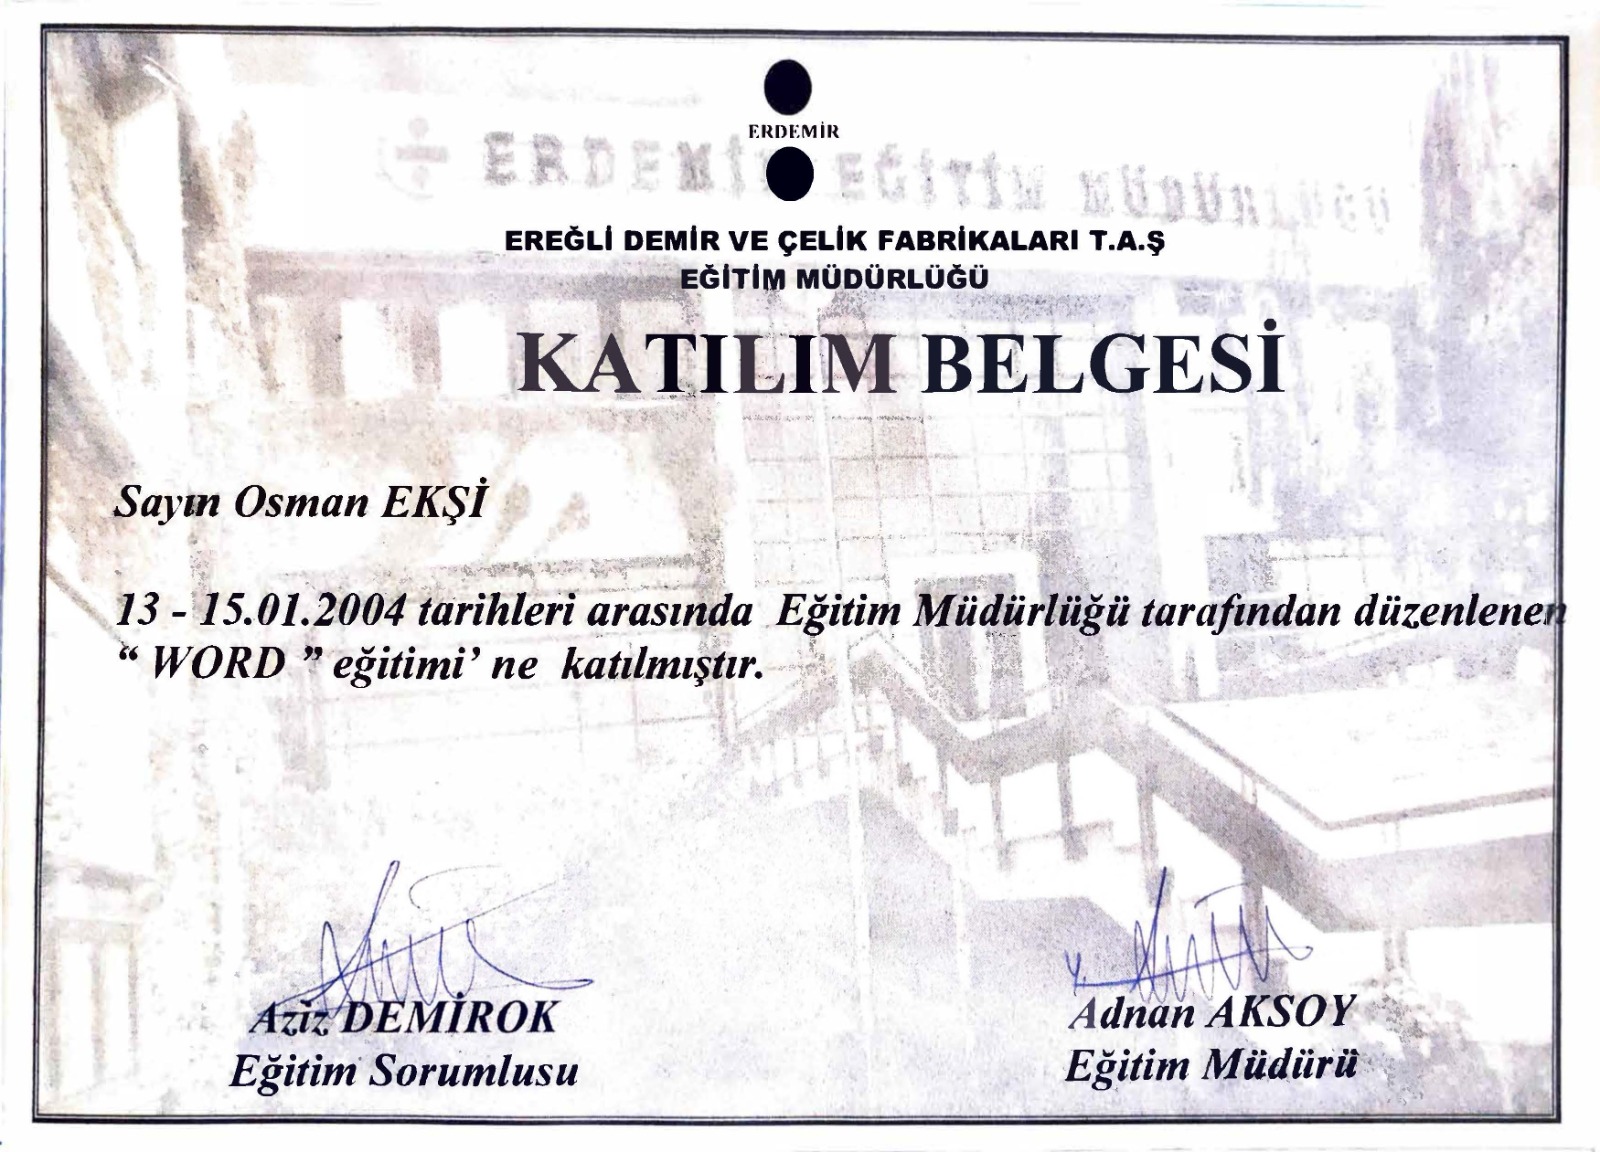 ERDEMİR
ERDEMİR EĞİTİM MÜDÜRLÜĞÜ
EREĞLİ DEMİR VE ÇELİK FABRİKALARI T.A.Ş
EĞİTİM MÜDÜRLÜĞÜ
KATILIM BELGESİ
Sayın Osman EKŞİ
13 - 15.01.2004 tarihleri arasında Eğitim Müdürlüğü tarafından düzenlenen
“ WORD ” eğitimi’ ne katılmıştır.
Aziz DEMİROK
Eğitim Sorumlusu
Adnan AKSOY
Eğitim Müdürü